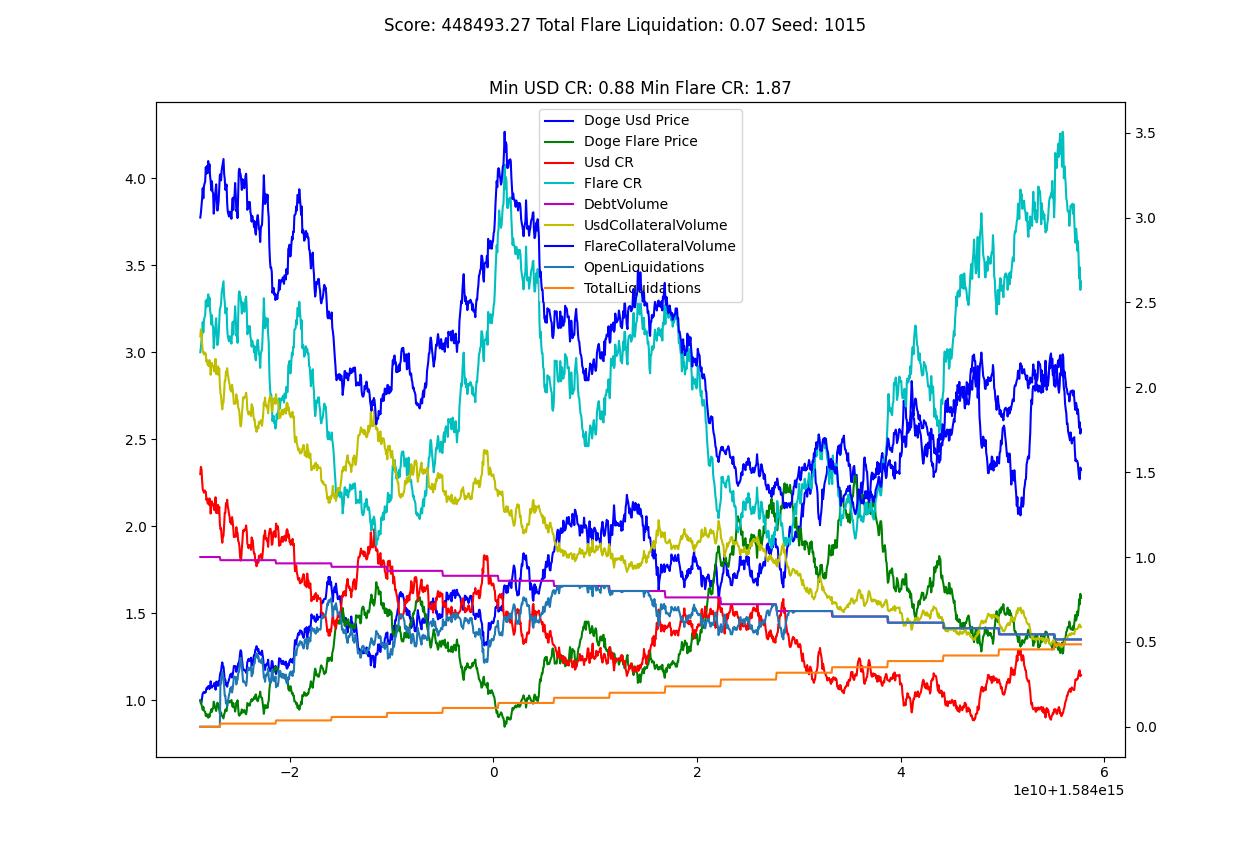 Score: 448493.27 Total Flare Liquidation: 0.07 Seed: 1015
Min USD CR: 0.88 Min Flare CR: 1.87
Doge Usd Price
Doge Flare Price
Usd CR
Flare CR
DebtVolume
UsdCollateralVolume
FlareCollateralVolume
OpenLiquidations
TotalLiquidations
4.0
3.5
3.0
2.5
2.0
1.5
1.0
3.5
3.0
2.5
2.0
1.5
1.0
0.5
0.0
−2 0 2 4 6
1e10+1.584e15